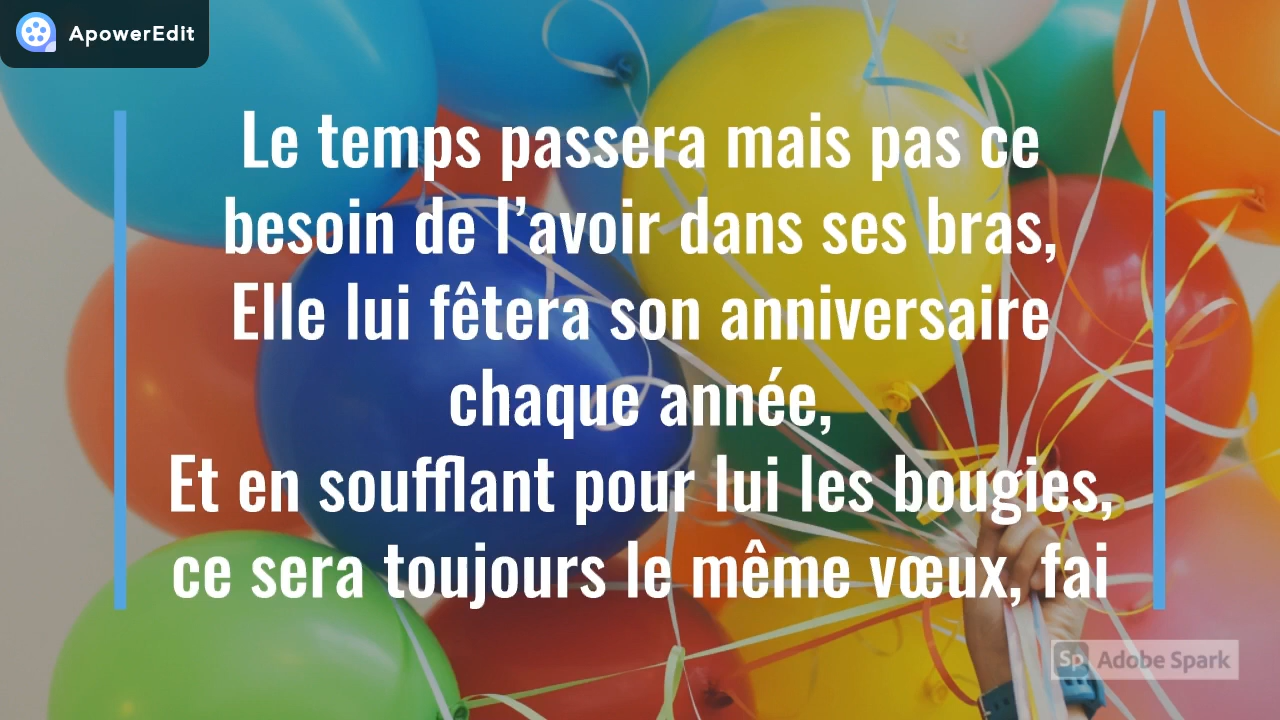 ApowerEdit
Le temps passera mais pas ce
besoin de l’avoir dans ses bras,
Elle lui fêtera son anniversaire
chaque année,
Et en soufflant pour lui les bougies,
ce sera toujours le même vœux, fai
Sp Adobe Spark